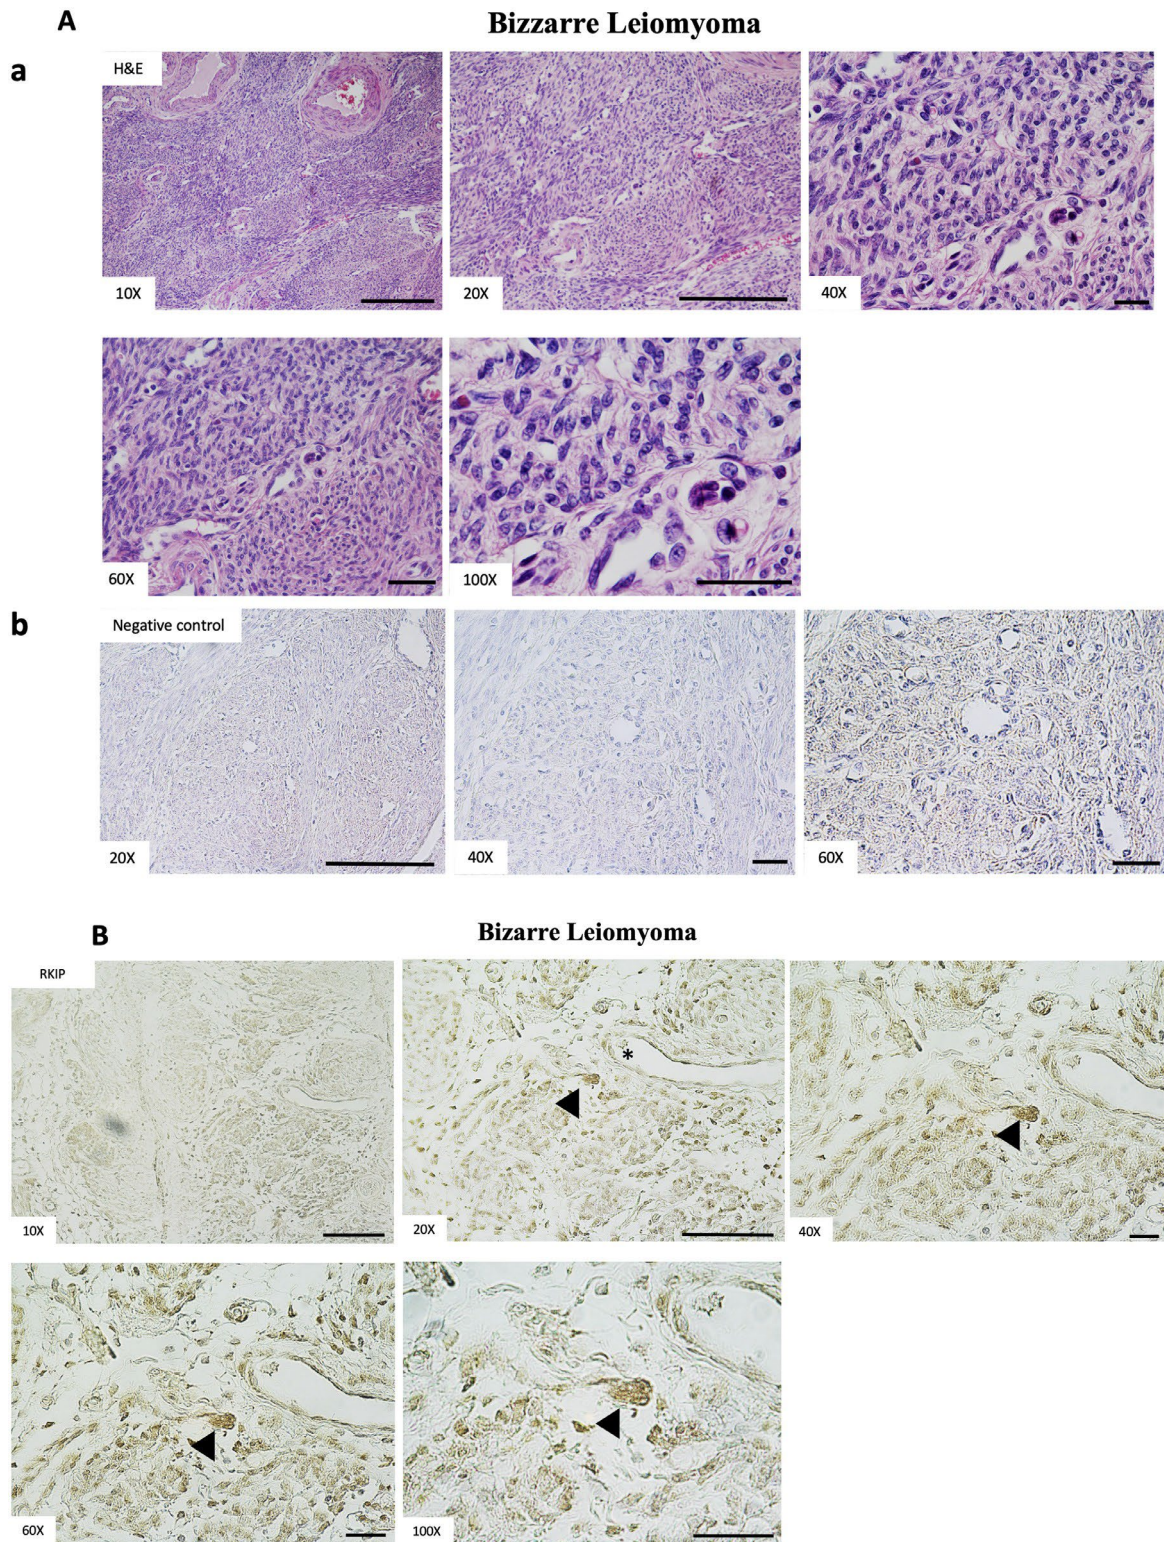 A
Bizzarre Leiomyoma
a
H&E
10X
20X
40X
60X
100X
b
Negative control
20X
40X
60X
B
Bizarre Leiomyoma
RKIP
10X
20X
*
40X
60X
100X